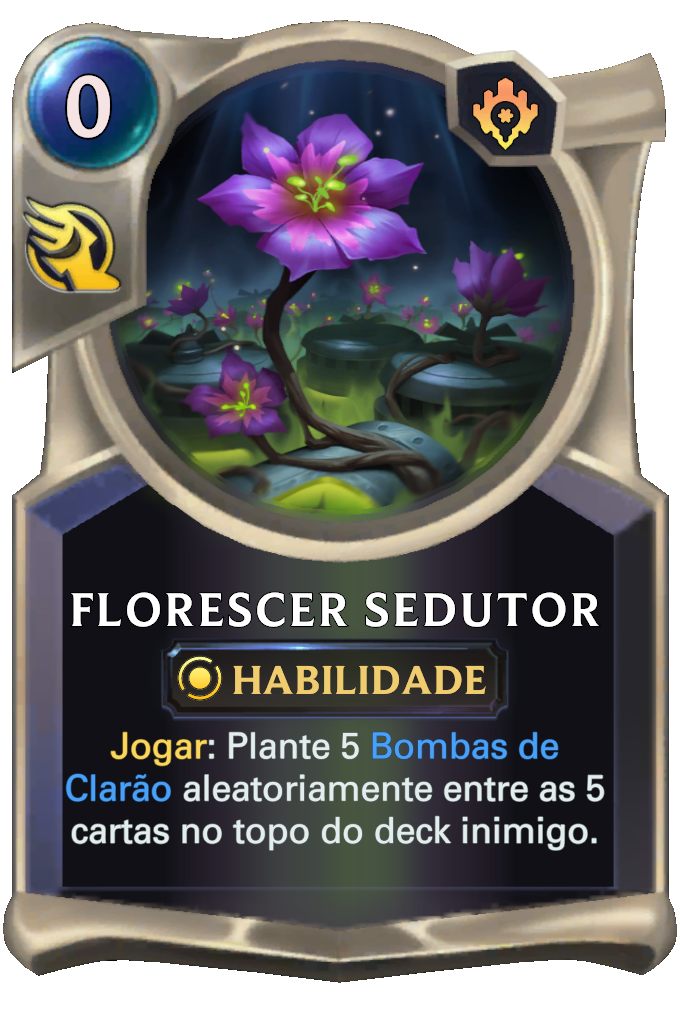 0
FLORESCER SEDUTOR
HABILIDADE
Jogar: Plante 5 Bombas de
Clarão aleatoriamente entre as 5
cartas no topo do deck inimigo.